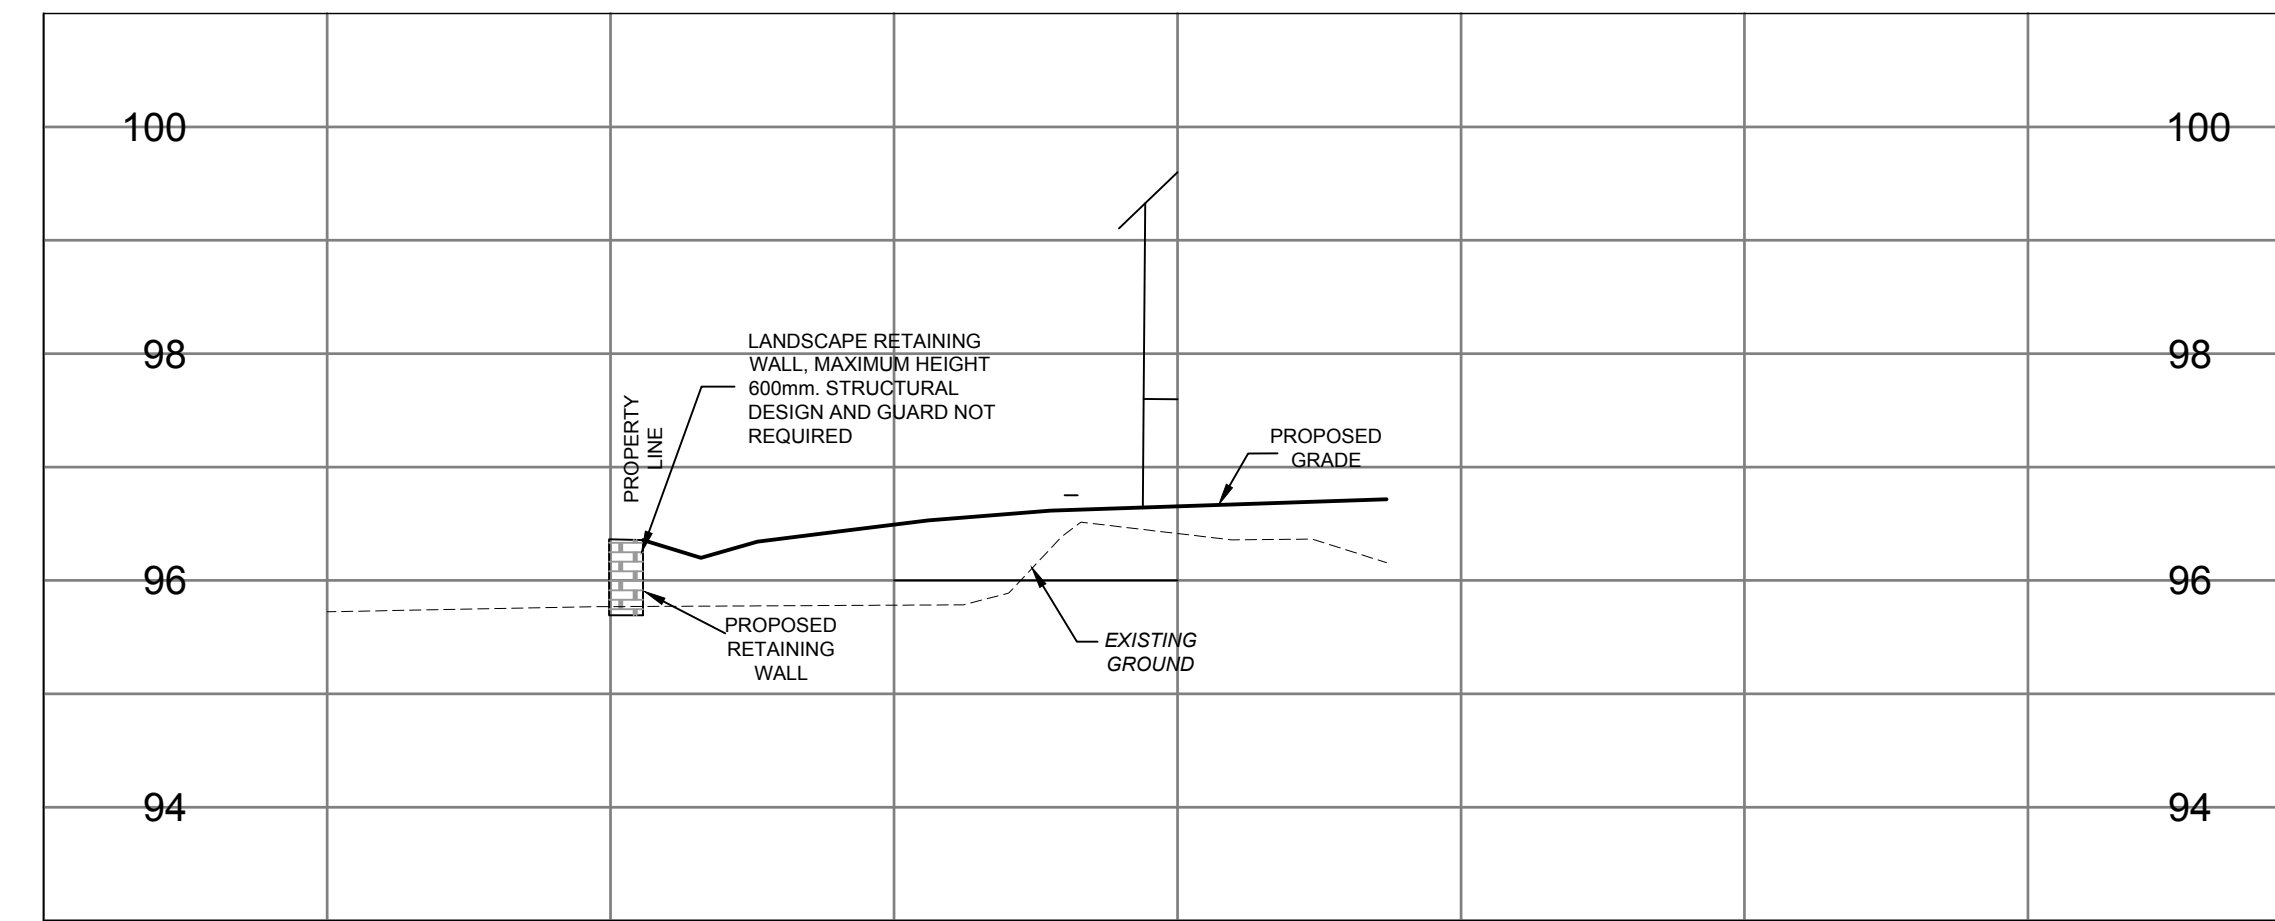 100
100
98
98
LANDSCAPE RETAINING
WALL, MAXIMUM HEIGHT
600mm. STRUCTURAL
DESIGN AND GUARD NOT
REQUIRED
PROPERTY
LINE
PROPOSED
GRADE
96
96
PROPOSED
RETAINING
WALL
EXISTING
GROUND
94
94